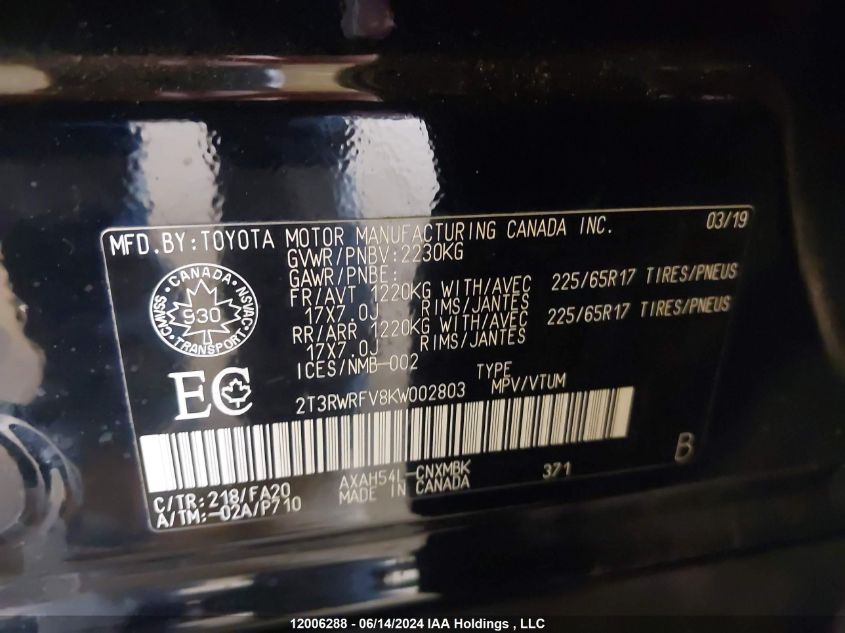 MFD.BY:TOYOTA MOTOR MANUFACTURING CANADA INC. 03/19
GVWR/PNBV:2230KG
GAWR/PNBE:
FR/AVT 1220KG WITH/AVEC 225/65R17 TIRES/PNEUS
17X7.0J RIMS/JANTES
RR/ARR 1220KG WITH/AVEC 225/65R17 TIRES/PNEUS
17X7.0J RIMS/JANTES
ICES/NMB-002
CANADA
CMVSS NSVAC
930
TRANSPORT
EC
2T3RWRFV8KW002803 TYPE
MPV/VTUM
C/TR:218/FA20 AXAH54L-CNXMBK 371 B
A/TM:-02A/P710 MADE IN CANADA
12006288 - 06/14/2024 IAA Holdings , LLC